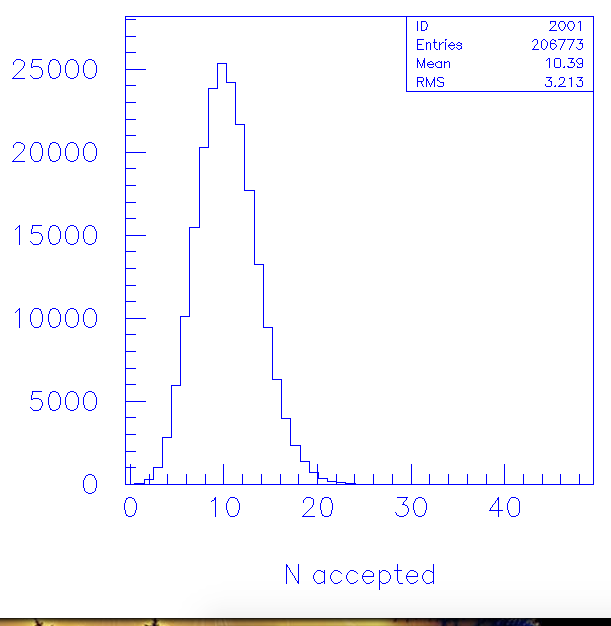 ID 2001
Entries 206773
Mean 10.39
RMS 3.213
25000
20000
15000
10000
5000
0
0 10 20 30 40
N accepted